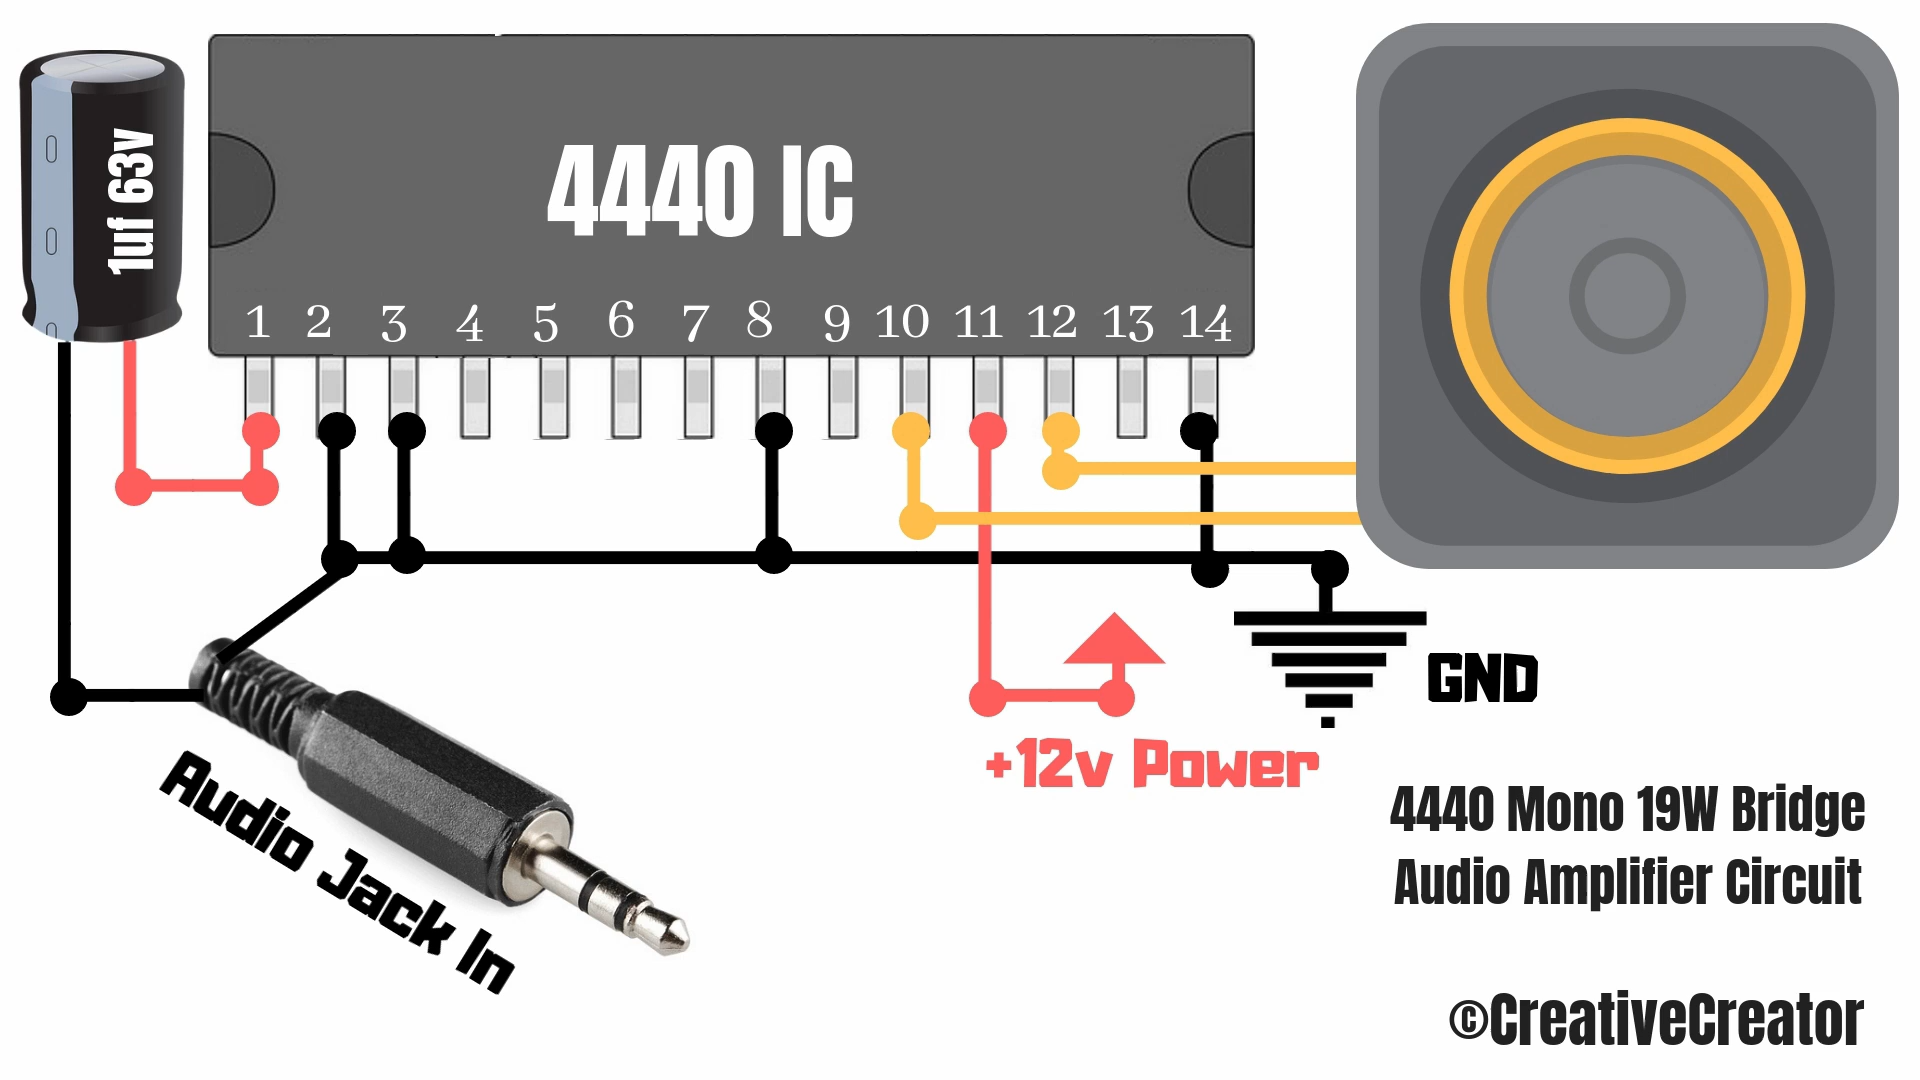 1uf 63v
4440 IC
1 2 3 4 5 6 7 8 9 10 11 12 13 14
GND
+12v Power
Audio Jack In
4440 Mono 19W Bridge
Audio Amplifier Circuit
©CreativeCreator